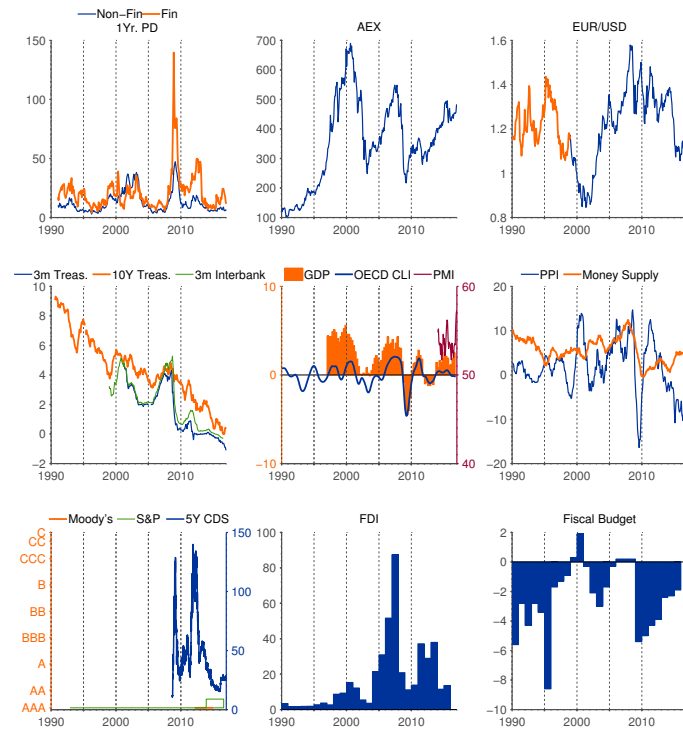 Non-Fin Fin
1Yr. PD
150
100
50
0
1990 2000 2010
AEX
700
600
500
400
300
200
100
1990 2000 2010
EUR/USD
1.6
1.4
1.2
1
0.8
1990 2000 2010
3m Treas. 10Y Treas. 3m Interbank
10
8
6
4
2
0
−2
1990 2000 2010
GDP OECD CLI PMI
10 60
0 50
−10 40
1990 2000 2010
PPI Money Supply
20
10
0
−10
−20
1990 2000 2010
Moody's S&P 5Y CDS
C 150
CC
CCC
B 100
BB
BBB 50
A
AA
AAA 0
1990 2000 2010
FDI
100
80
60
40
20
0
1990 2000 2010
Fiscal Budget
2
0
−2
−4
−6
−8
−10
1990 2000 2010